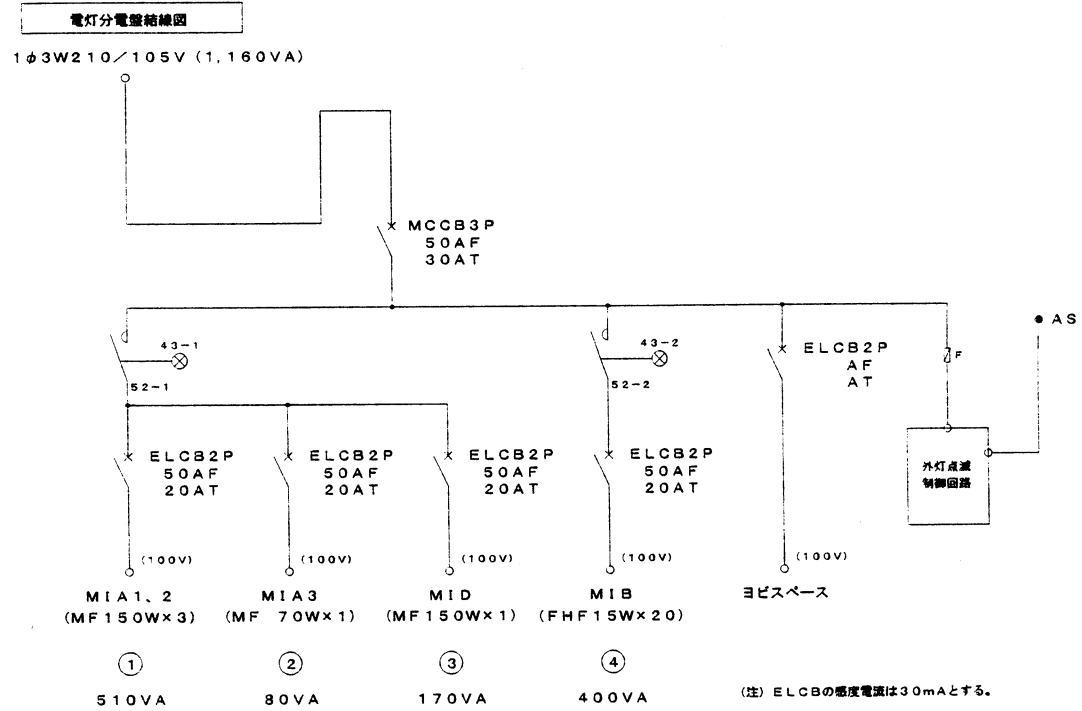 電灯分電盤結線図
1φ3W210／105V（1,160VA）
MCCB3P
50AF
30AT
43-1
52-1
43-2
52-2
ELCB2P
AF
AT
F
AS
外灯点滅
制御回路
ELCB2P
50AF
20AT
ELCB2P
50AF
20AT
ELCB2P
50AF
20AT
ELCB2P
50AF
20AT
(100V)
(100V)
(100V)
(100V)
(100V)
MIA1、2
(MF150W×3)
①
510VA
MIA3
(MF 70W×1)
②
80VA
MID
(MF150W×1)
③
170VA
MIB
(FHF15W×20)
④
400VA
ヨビスペース
（注）ELCBの感度電流は30mAとする。